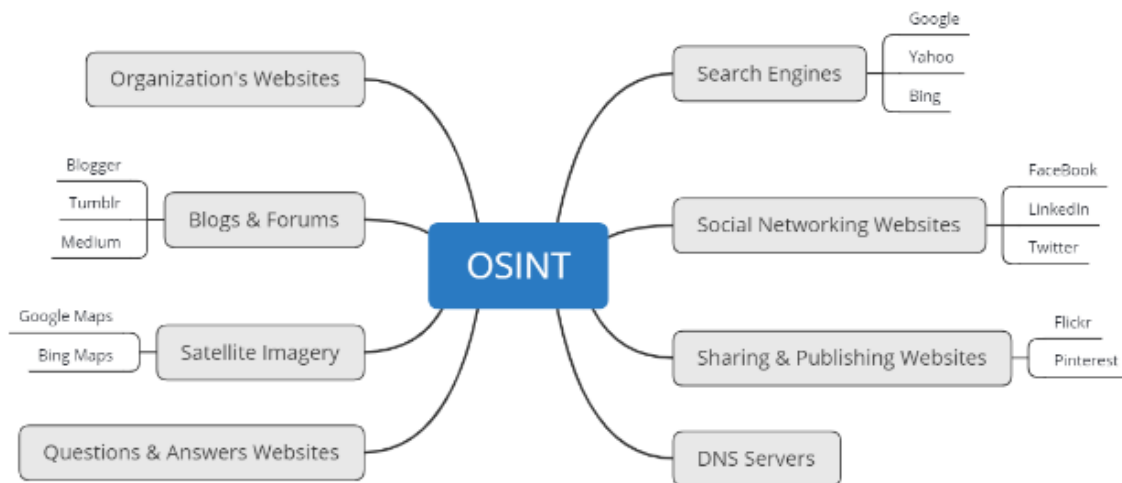 OSINT
Organization's Websites
Blogs & Forums
Blogger
Tumblr
Medium
Satellite Imagery
Google Maps
Bing Maps
Questions & Answers Websites
Search Engines
Google
Yahoo
Bing
Social Networking Websites
FaceBook
LinkedIn
Twitter
Sharing & Publishing Websites
Flickr
Pinterest
DNS Servers